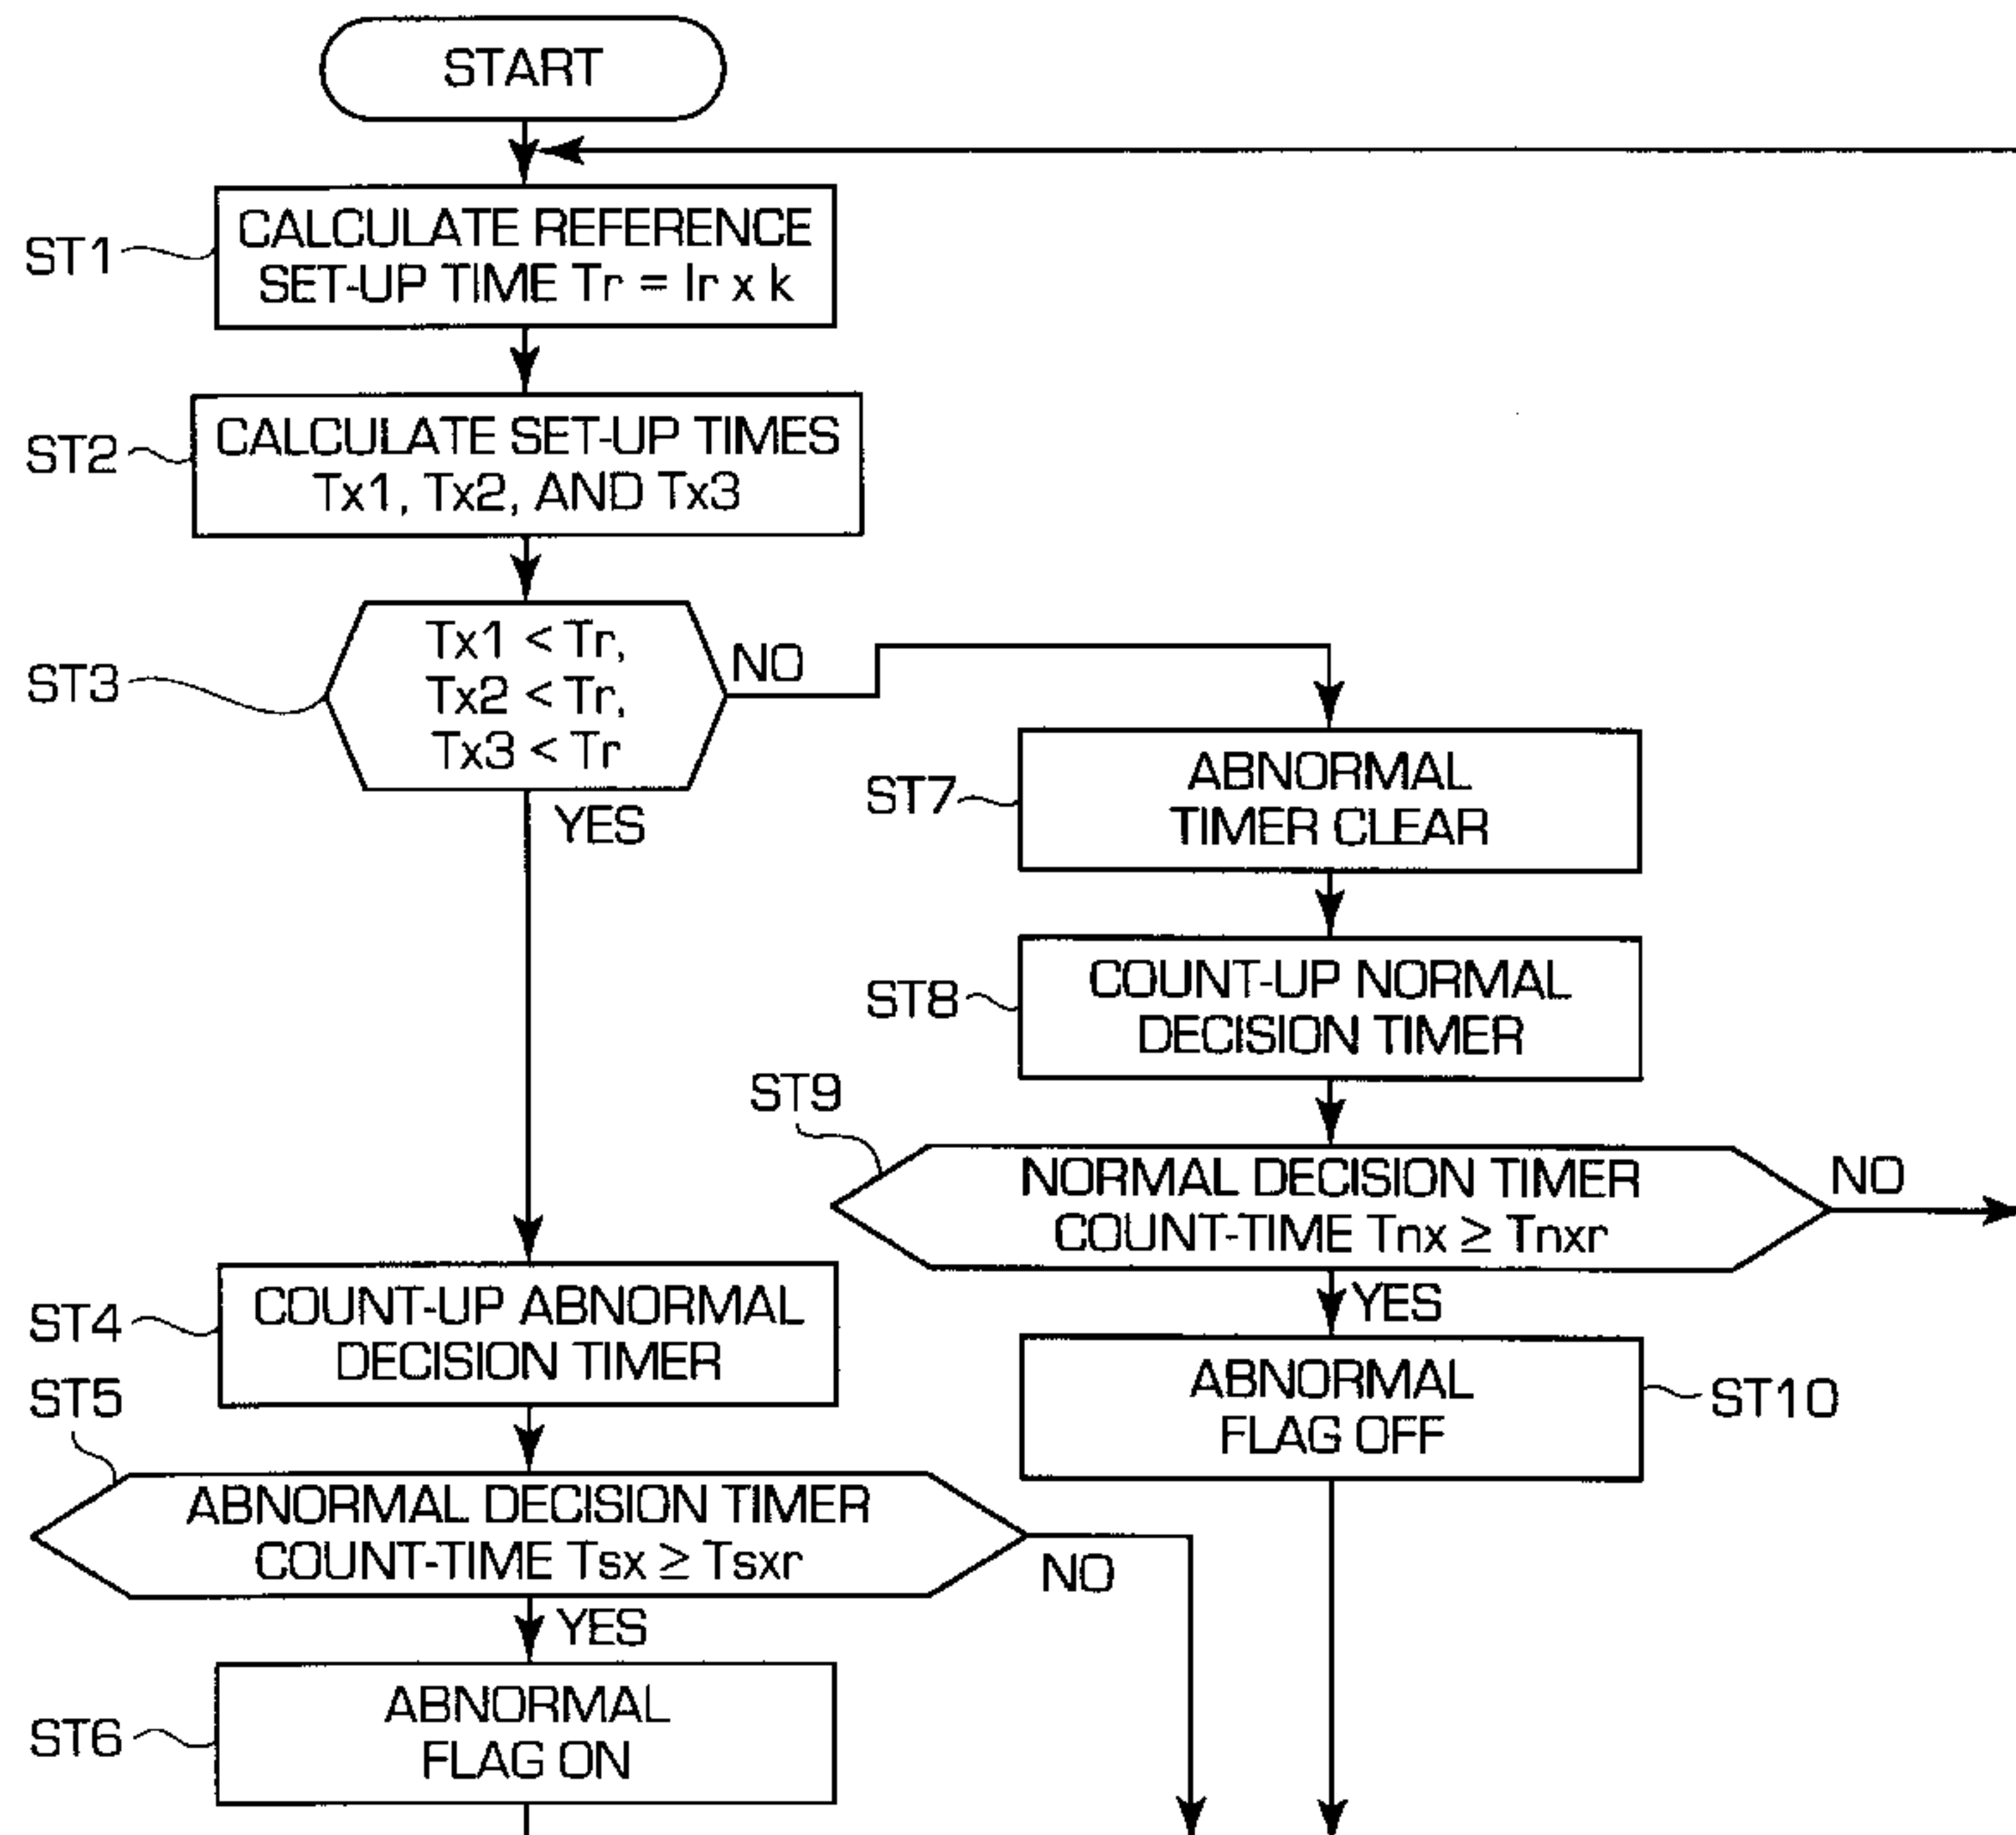 START
ST1
CALCULATE REFERENCE
SET-UP TIME Tr = Ir x k
ST2
CALCULATE SET-UP TIMES
Tx1, Tx2, AND Tx3
ST3
Tx1 < Tr,
Tx2 < Tr,
Tx3 < Tr
NO
YES
ST7
ABNORMAL
TIMER CLEAR
ST8
COUNT-UP NORMAL
DECISION TIMER
ST9
NORMAL DECISION TIMER
COUNT-TIME Tnx ≥ Tnxr
NO
YES
ST4
COUNT-UP ABNORMAL
DECISION TIMER
ABNORMAL
FLAG OFF
ST10
ST5
ABNORMAL DECISION TIMER
COUNT-TIME Tsx ≥ Tsxr
NO
YES
ST6
ABNORMAL
FLAG ON